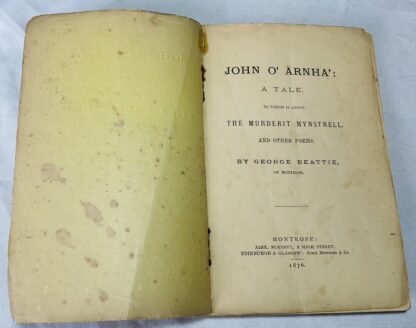 JOHN O' ARNHA':
A TALE.
TO WHICH IS ADDED
THE MURDERIT MYNSTRELL,
AND OTHER POEMS.
BY GEORGE BEATTIE,
OF MONTROSE.
MONTROSE:
ALEX. BURNETT, 7 HIGH STREET.
EDINBURGH & GLASGOW: John Menzies & Co.
1876.